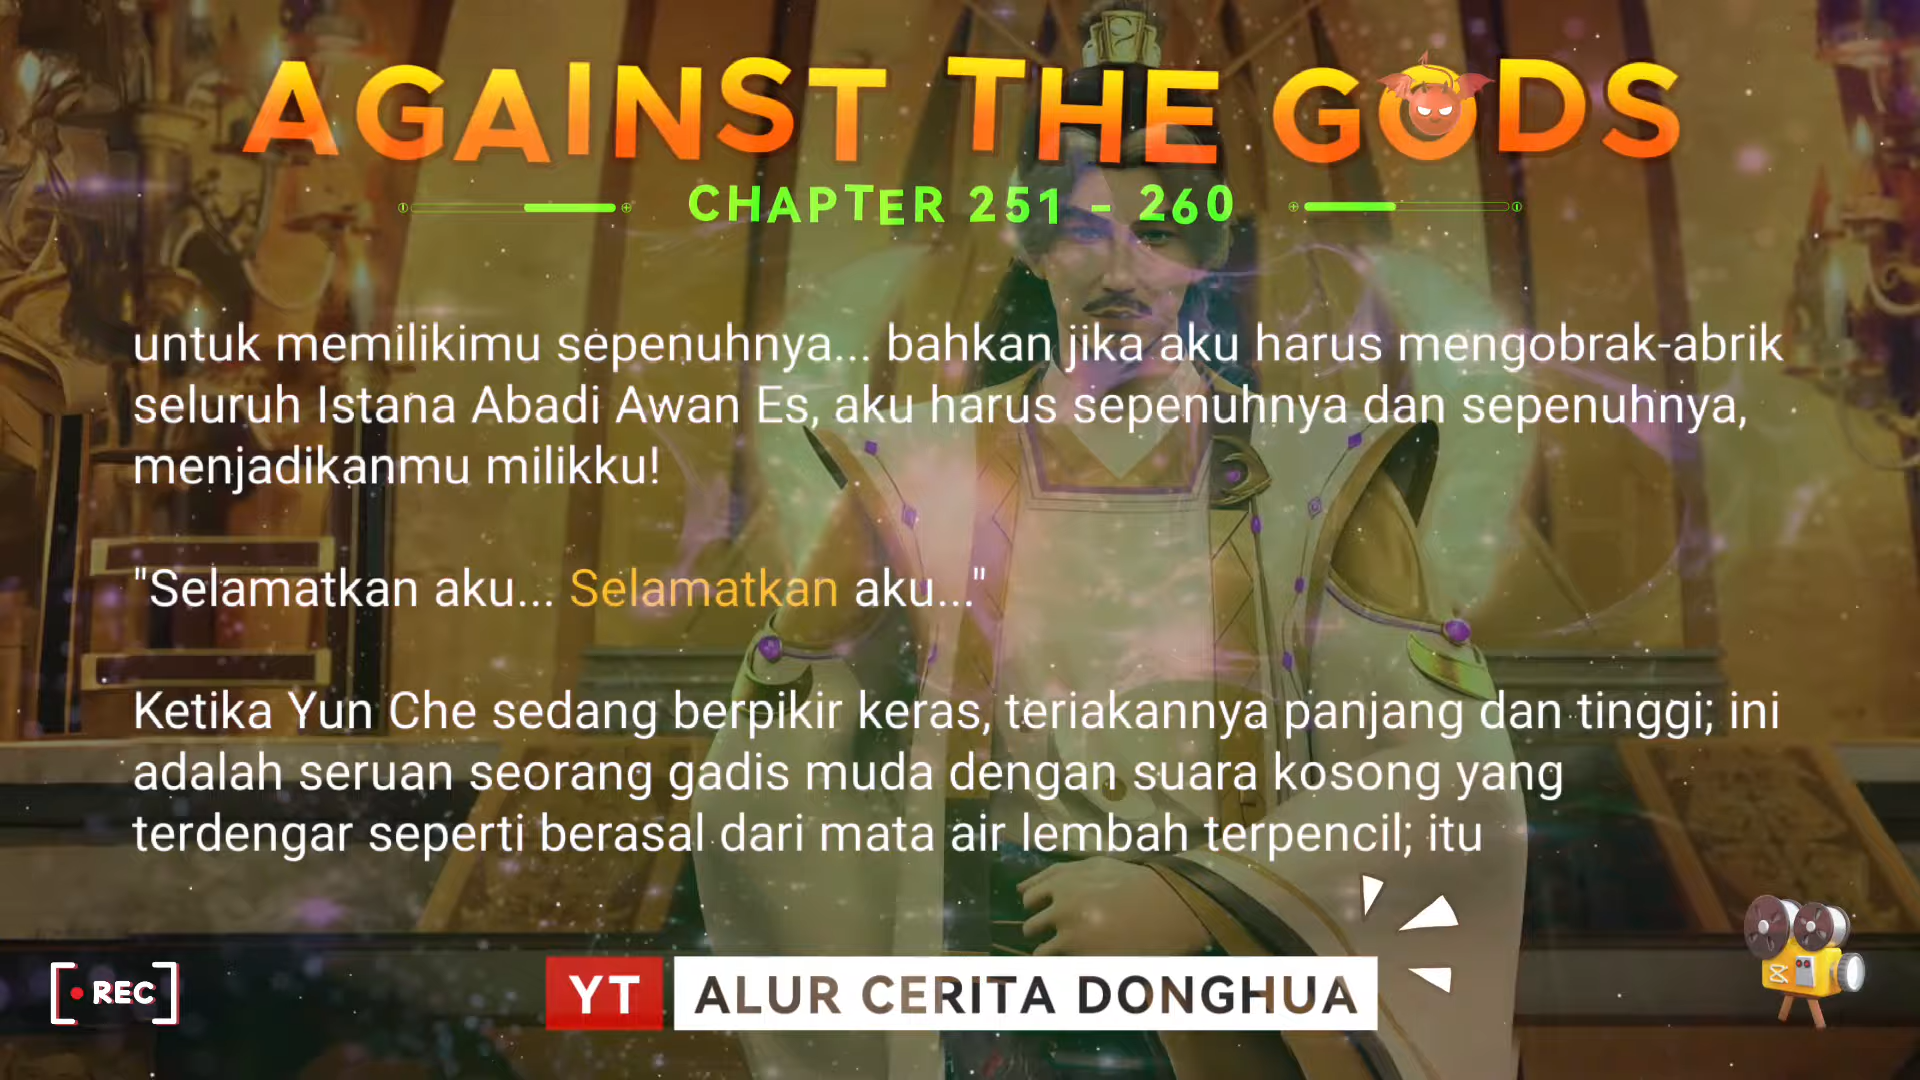 AGAINST THE GODS
CHAPTER 251 - 260
untuk memilikimu sepenuhnya... bahkan jika aku harus mengobrak-abrik
seluruh Istana Abadi Awan Es, aku harus sepenuhnya dan sepenuhnya,
menjadikanmu milikku!
"Selamatkan aku... Selamatkan aku..."
Ketika Yun Che sedang berpikir keras, teriakannya panjang dan tinggi; ini
adalah seruan seorang gadis muda dengan suara kosong yang
terdengar seperti berasal dari mata air lembah terpencil; itu
REC
YT ALUR CERITA DONGHUA